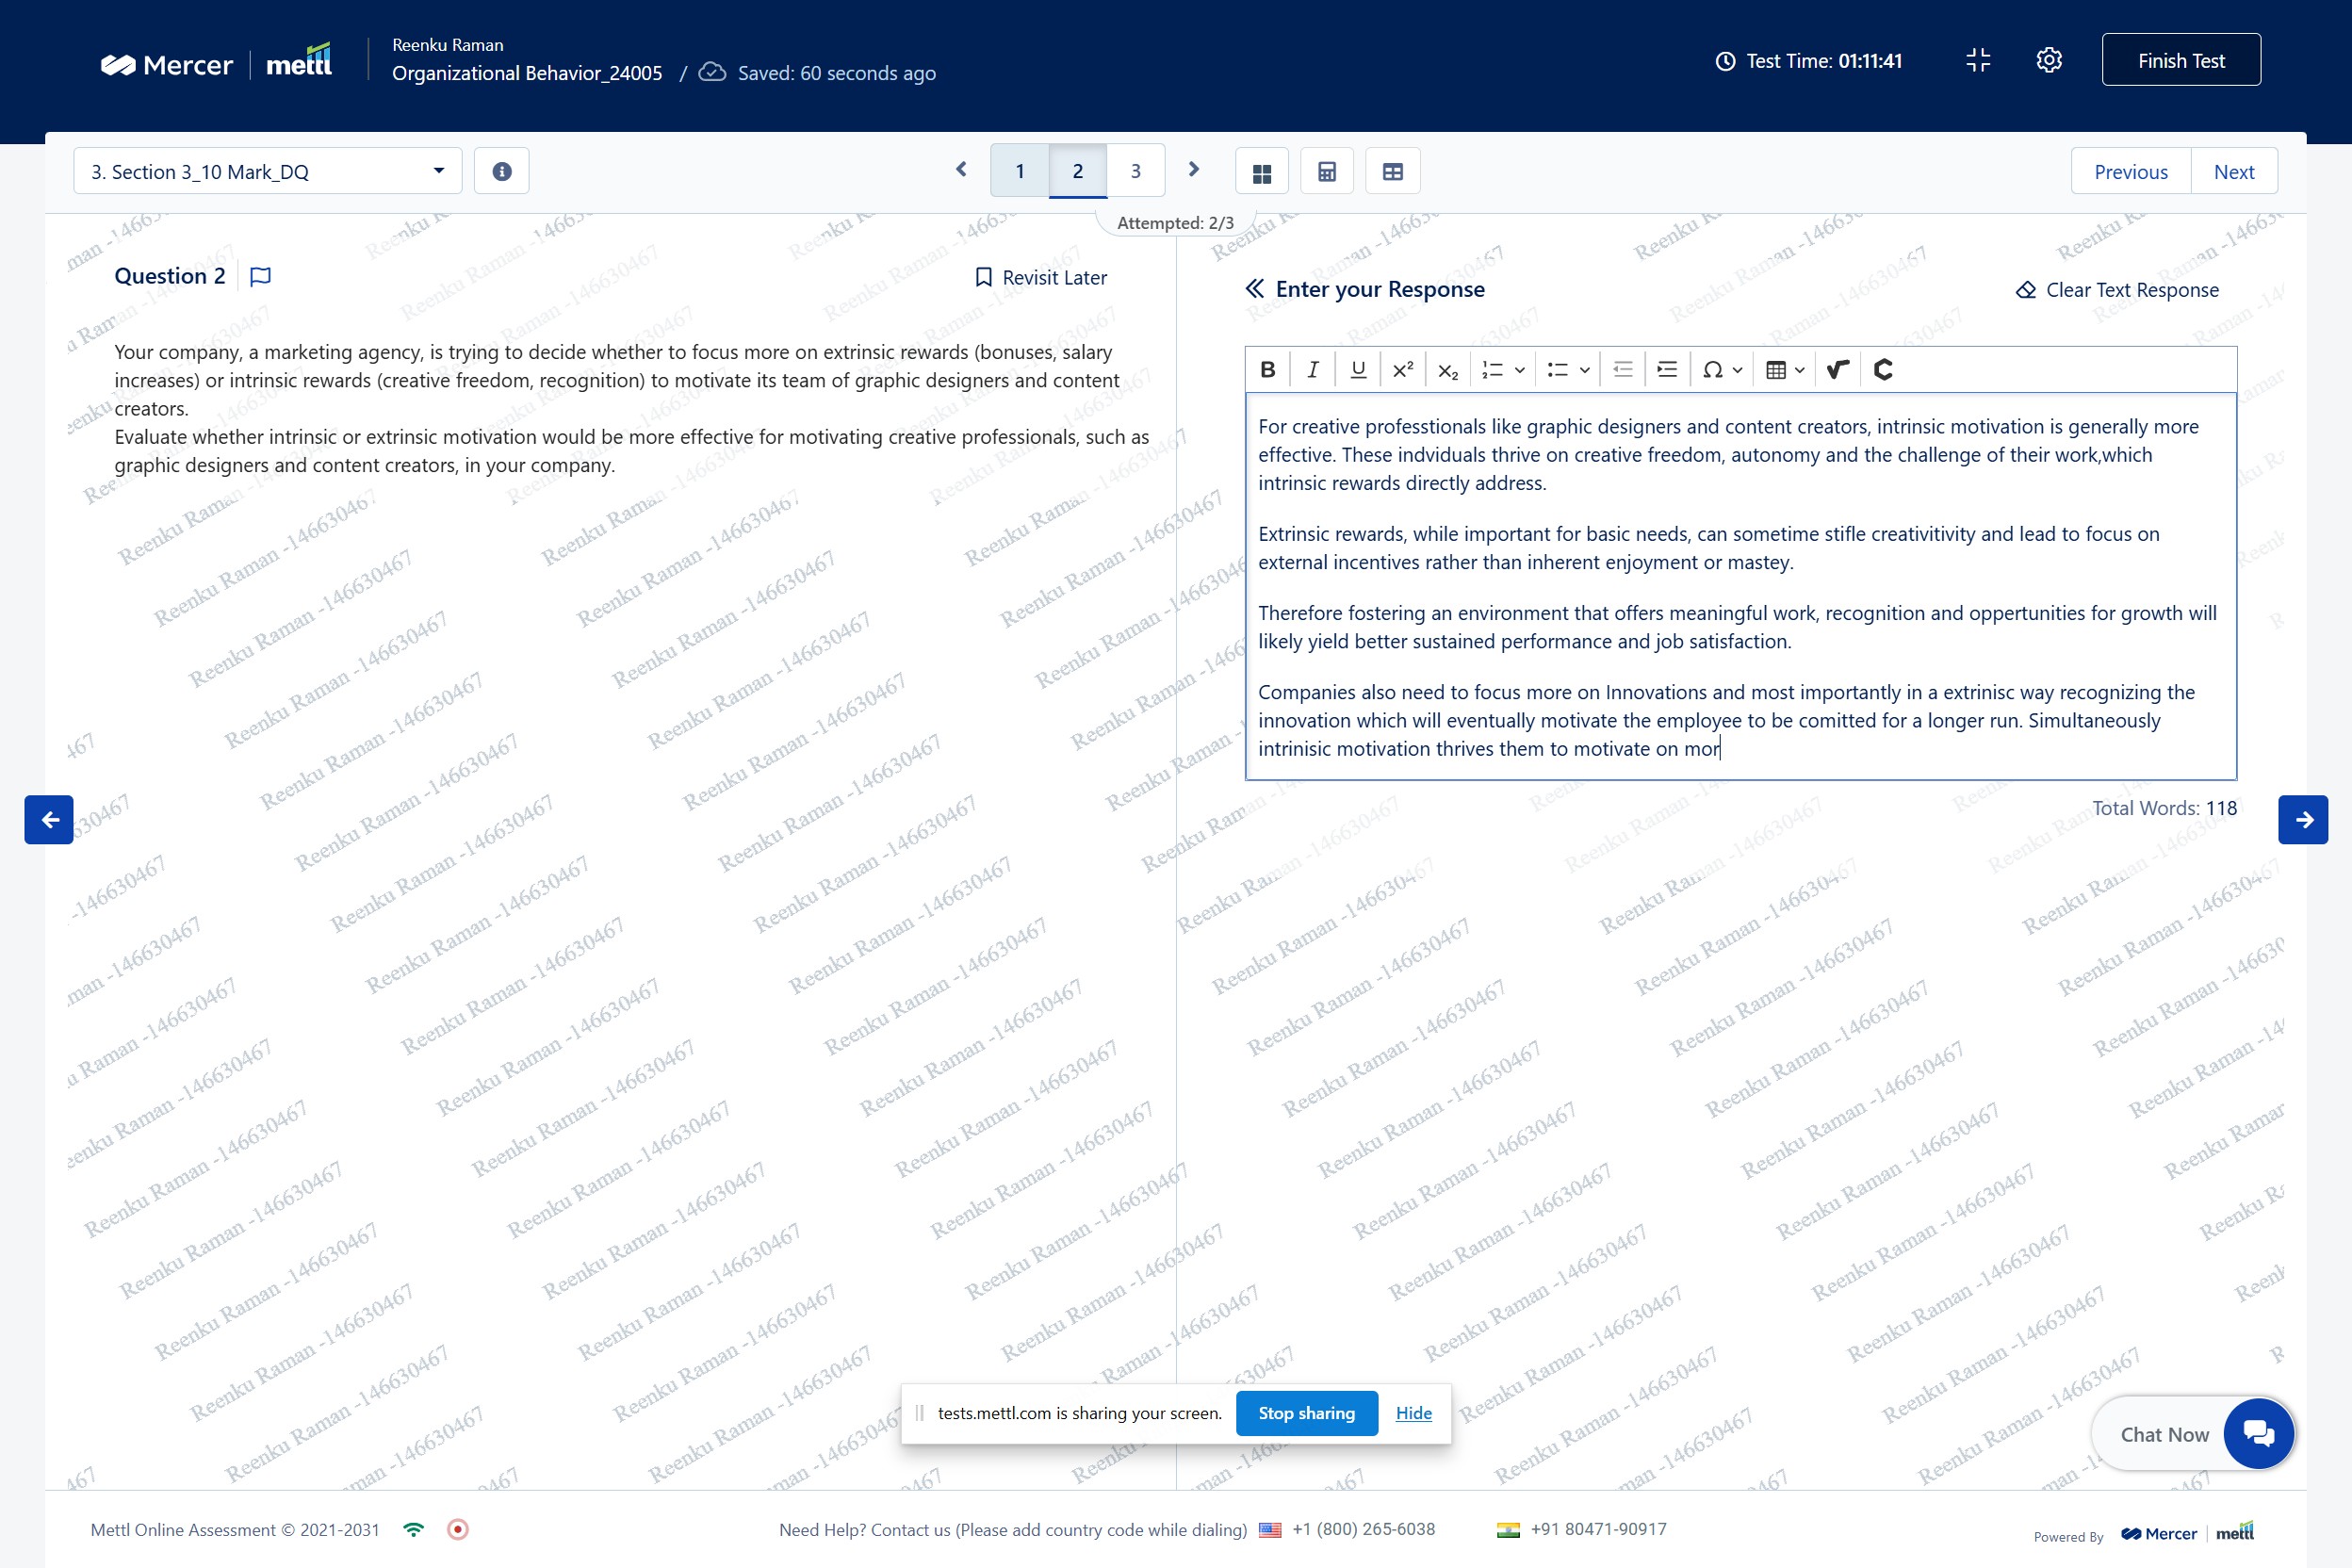 Mercer | mettl
Reenku Raman
Organizational Behavior_24005 / Saved: 60 seconds ago
Test Time: 01:11:41
Finish Test
3. Section 3_10 Mark_DQ
1 2 3
Previous Next
Attempted: 2/3
Question 2
Revisit Later
Your company, a marketing agency, is trying to decide whether to focus more on extrinsic rewards (bonuses, salary
increases) or intrinsic rewards (creative freedom, recognition) to motivate its team of graphic designers and content
creators.
Evaluate whether intrinsic or extrinsic motivation would be more effective for motivating creative professionals, such as
graphic designers and content creators, in your company.
Enter your Response
Clear Text Response
For creative professtionals like graphic designers and content creators, intrinsic motivation is generally more
effective. These indviduals thrive on creative freedom, autonomy and the challenge of their work,which
intrinsic rewards directly address.
Extrinsic rewards, while important for basic needs, can sometime stifle creativitivity and lead to focus on
external incentives rather than inherent enjoyment or mastey.
Therefore fostering an environment that offers meaningful work, recognition and oppertunities for growth will
likely yield better sustained performance and job satisfaction.
Companies also need to focus more on Innovations and most importantly in a extrinisc way recognizing the
innovation which will eventually motivate the employee to be comitted for a longer run. Simultaneously
intrinisic motivation thrives them to motivate on mor
Total Words: 118
Reenku Raman -146630467
tests.mettl.com is sharing your screen.
Stop sharing
Hide
Chat Now
Mettl Online Assessment © 2021-2031
Need Help? Contact us (Please add country code while dialing) +1 (800) 265-6038 +91 80471-90917
Powered By Mercer | mettl